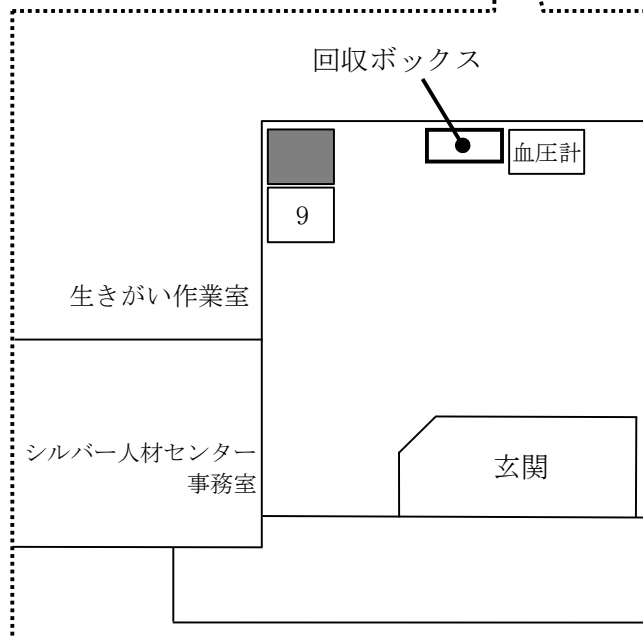 回収ボックス
血圧計
9
生きがい作業室
シルバー人材センター
事務室
玄関